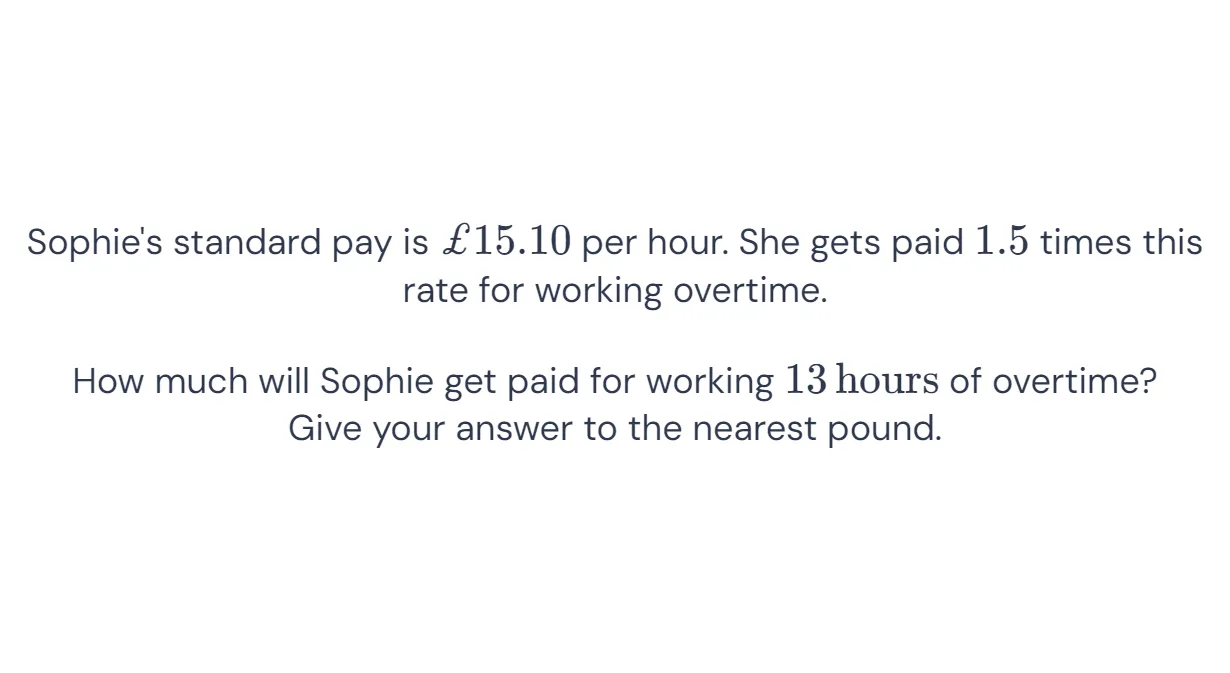 Sophie's standard pay is £15.10 per hour. She gets paid 1.5 times this
rate for working overtime.
How much will Sophie get paid for working 13 hours of overtime?
Give your answer to the nearest pound.